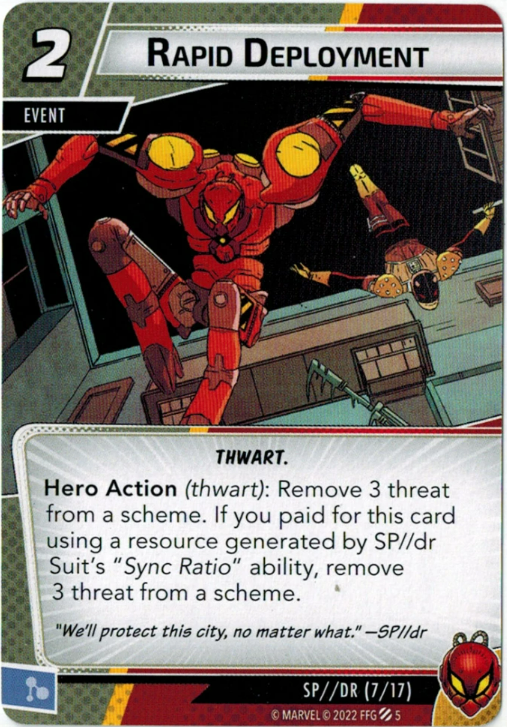 2
RAPID DEPLOYMENT
EVENT
THWART.
Hero Action (thwart): Remove 3 threat
from a scheme. If you paid for this card
using a resource generated by SP//dr
Suit's "Sync Ratio" ability, remove
3 threat from a scheme.
"We'll protect this city, no matter what." —SP//dr
SP//DR (7/17)
© MARVEL © 2022 FFG 5